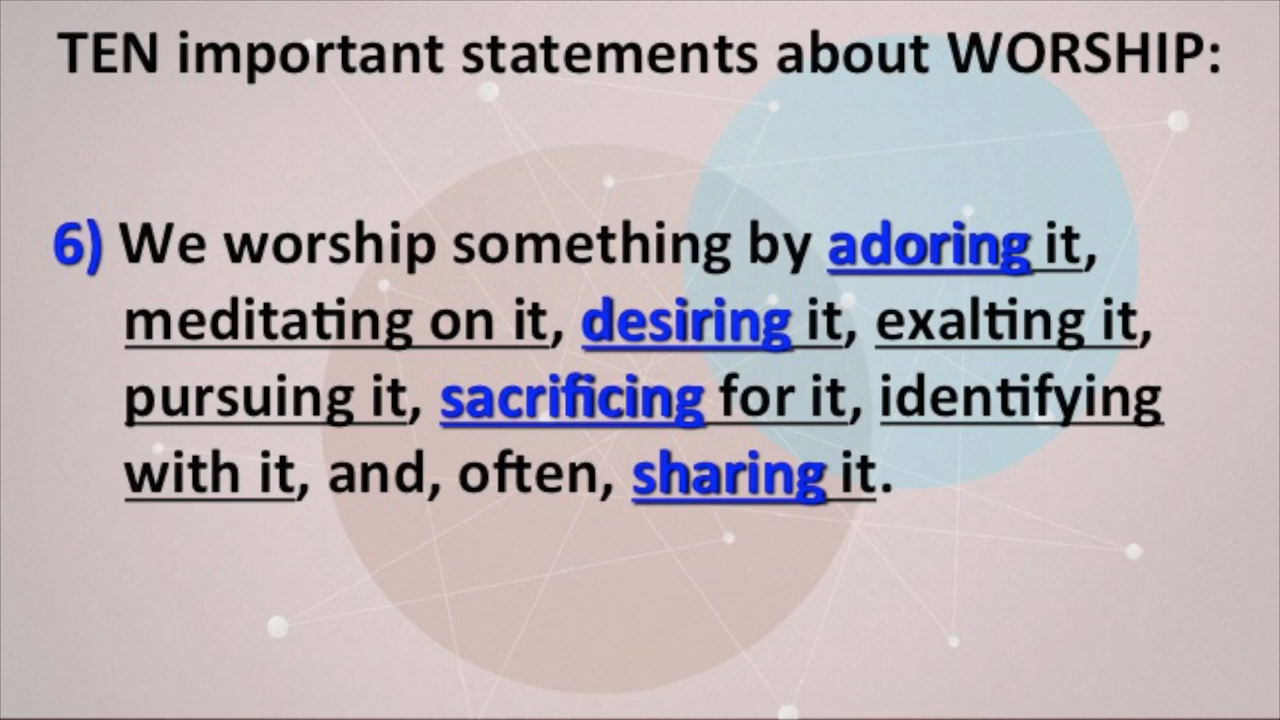 TEN important statements about WORSHIP:
6) We worship something by adoring it,
meditating on it, desiring it, exalting it,
pursuing it, sacrificing for it, identifying
with it, and, often, sharing it.